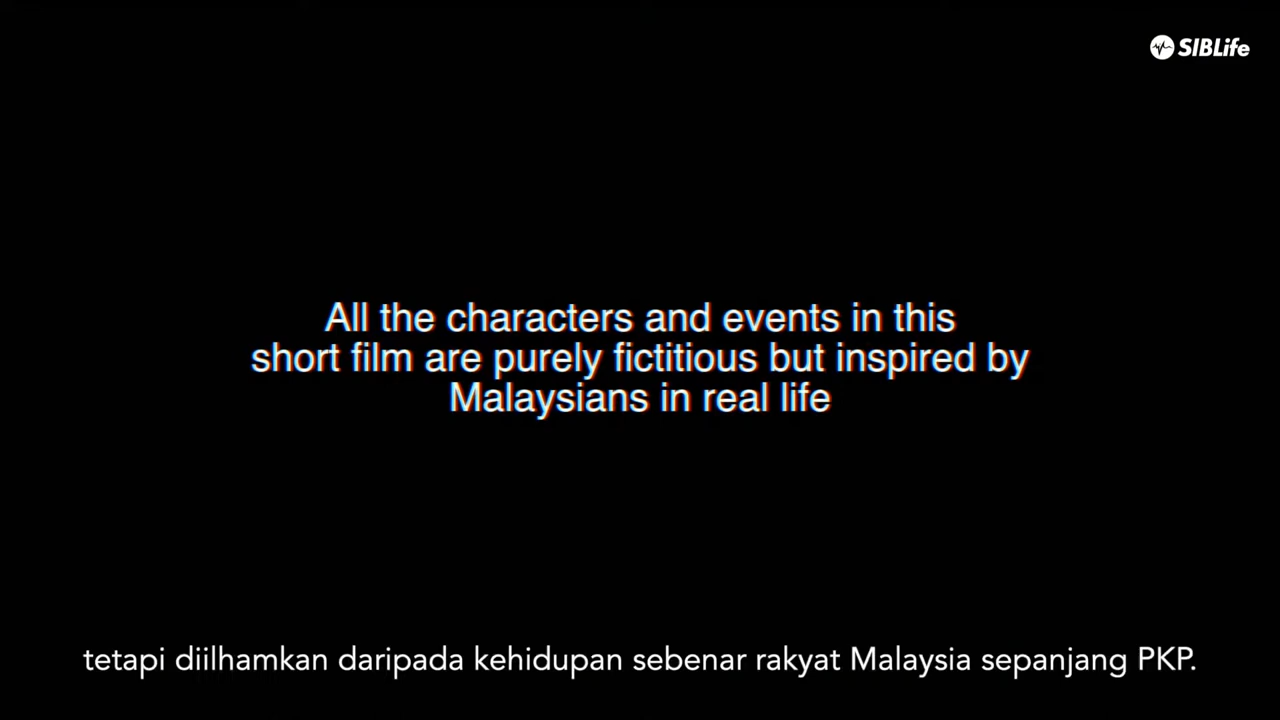 SIBLife
All the characters and events in this
short film are purely fictitious but inspired by
Malaysians in real life
tetapi diilhamkan daripada kehidupan sebenar rakyat Malaysia sepanjang PKP.